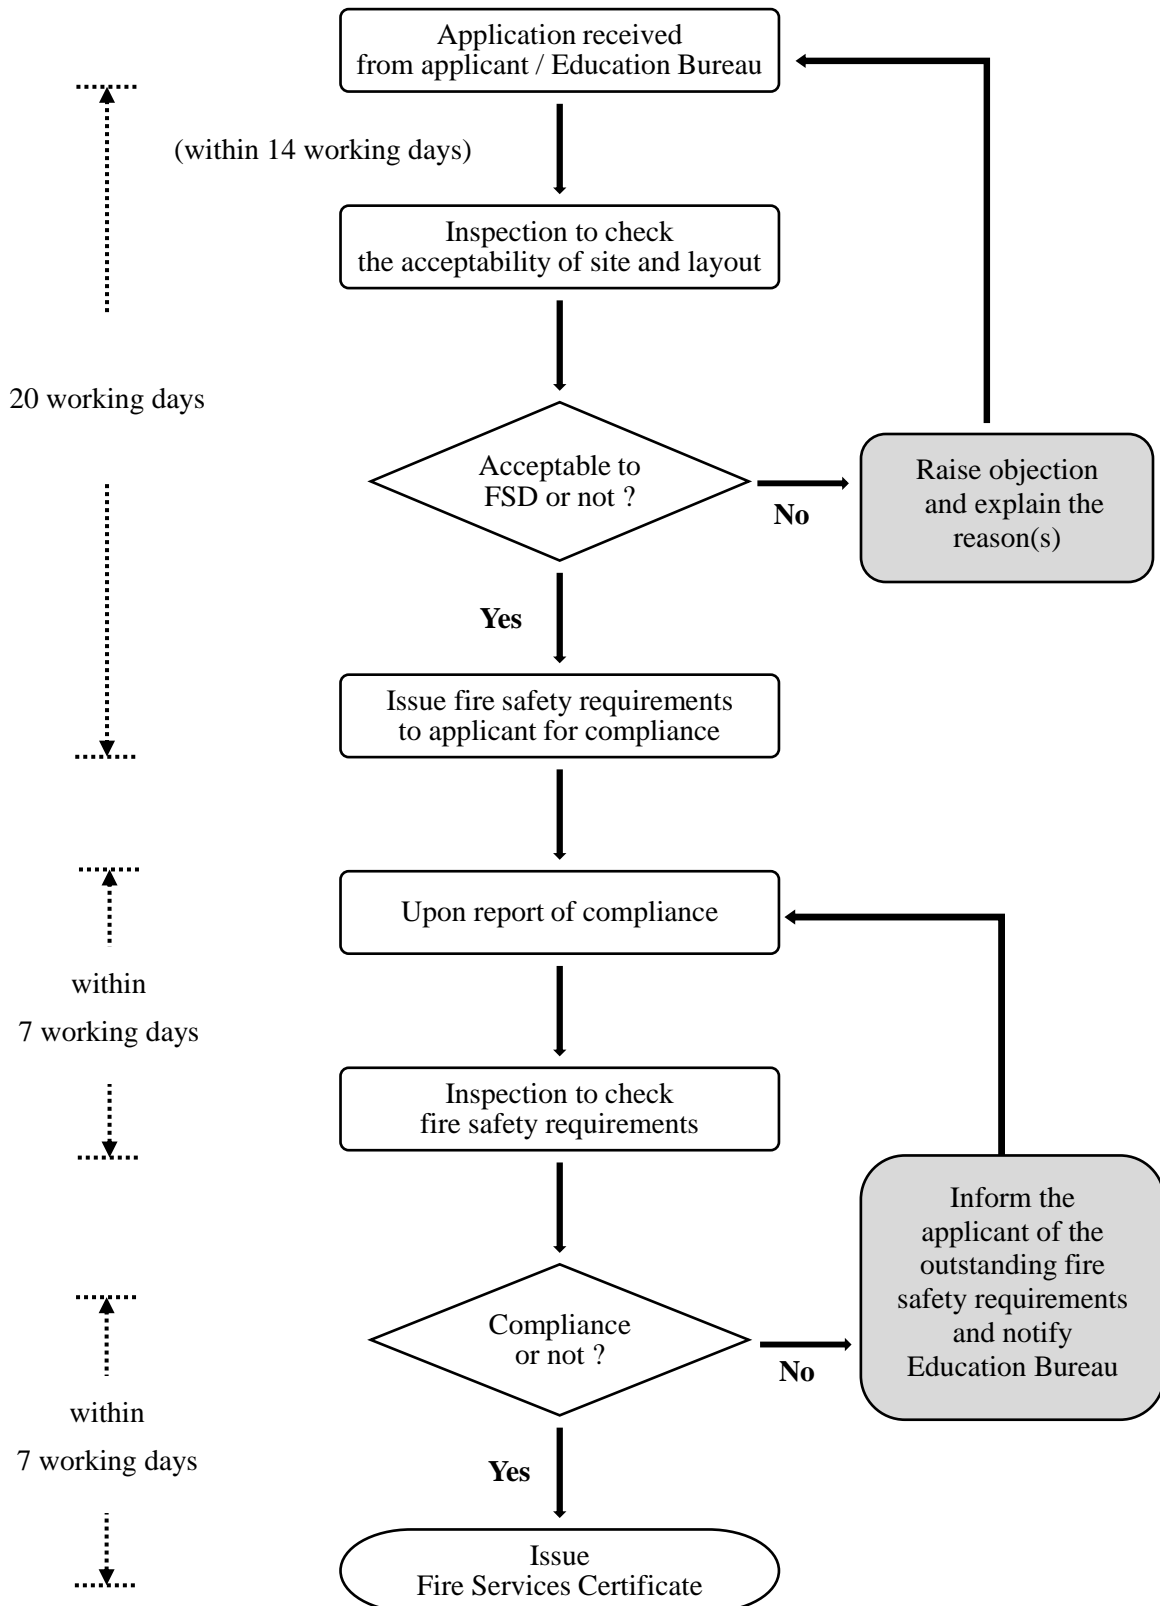 Application received
from applicant / Education Bureau
(within 14 working days)
Inspection to check
the acceptability of site and layout
20 working days
Acceptable to
FSD or not ?
No
Raise objection
and explain the
reason(s)
Yes
Issue fire safety requirements
to applicant for compliance
Upon report of compliance
within
7 working days
Inspection to check
fire safety requirements
Compliance
or not ?
No
Inform the
applicant of the
outstanding fire
safety requirements
and notify
Education Bureau
within
7 working days
Yes
Issue
Fire Services Certificate